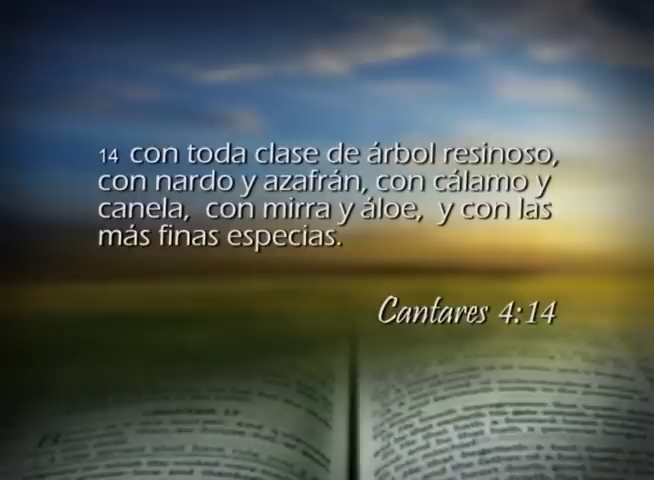 14 con toda clase de árbol resinoso,
con nardo y azafrán, con cálamo y
canela, con mirra y áloe, y con las
más finas especias.
Cantares 4:14